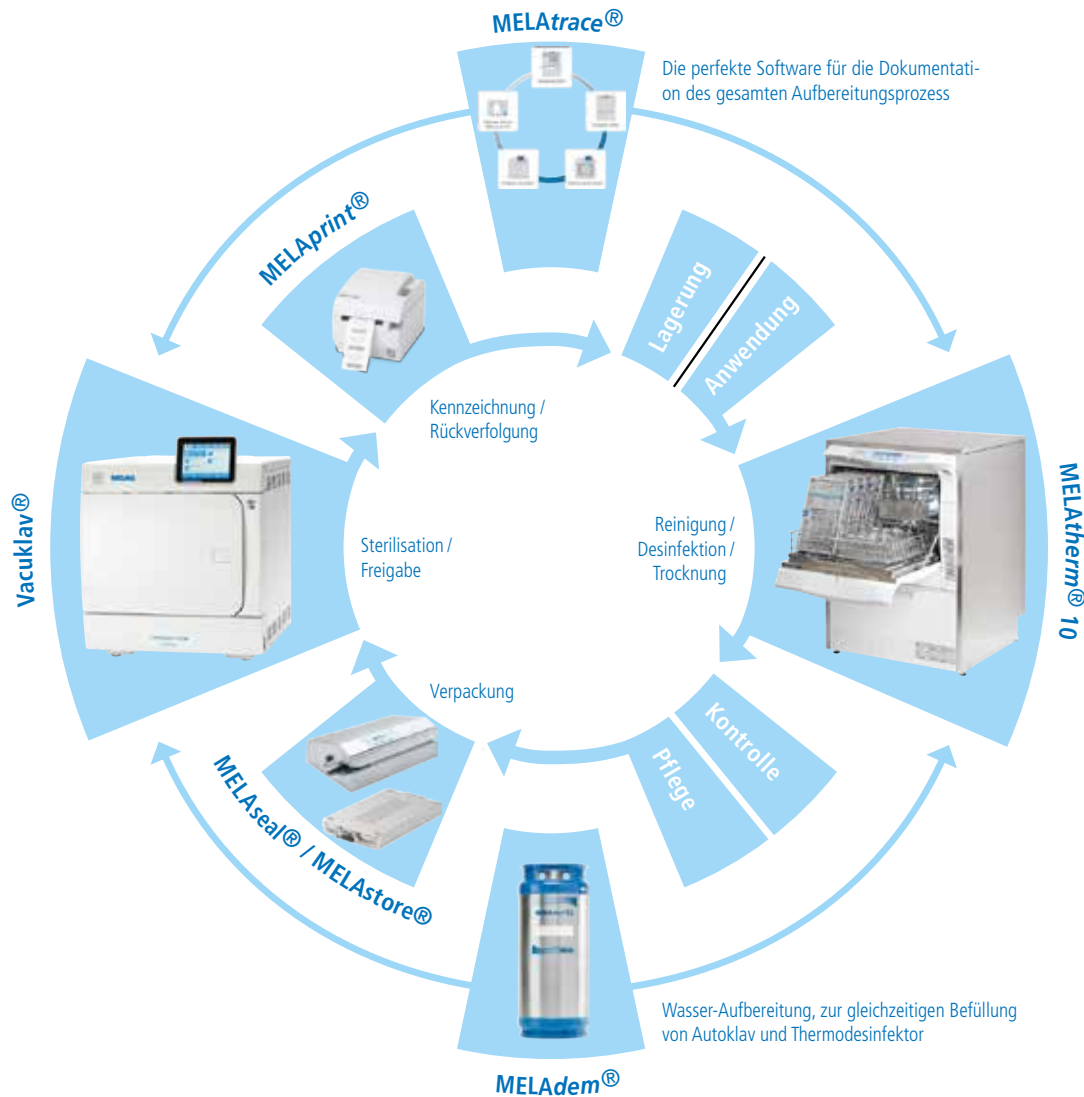 MELAtrace®
Die perfekte Software für die Dokumentati-
on des gesamten Aufbereitungsprozess
MELAprint®
Lagerung
Anwendung
Kennzeichnung /
Rückverfolgung
Vacuklav®
MELAG
Sterilisation /
Freigabe
Reinigung /
Desinfektion /
Trocknung
MELAtherm® 10
Verpackung
Kontrolle
Pflege
MELAseal® / MELAstore®
Wasser-Aufbereitung, zur gleichzeitigen Befüllung
von Autoklav und Thermodesinfektor
MELAdem®